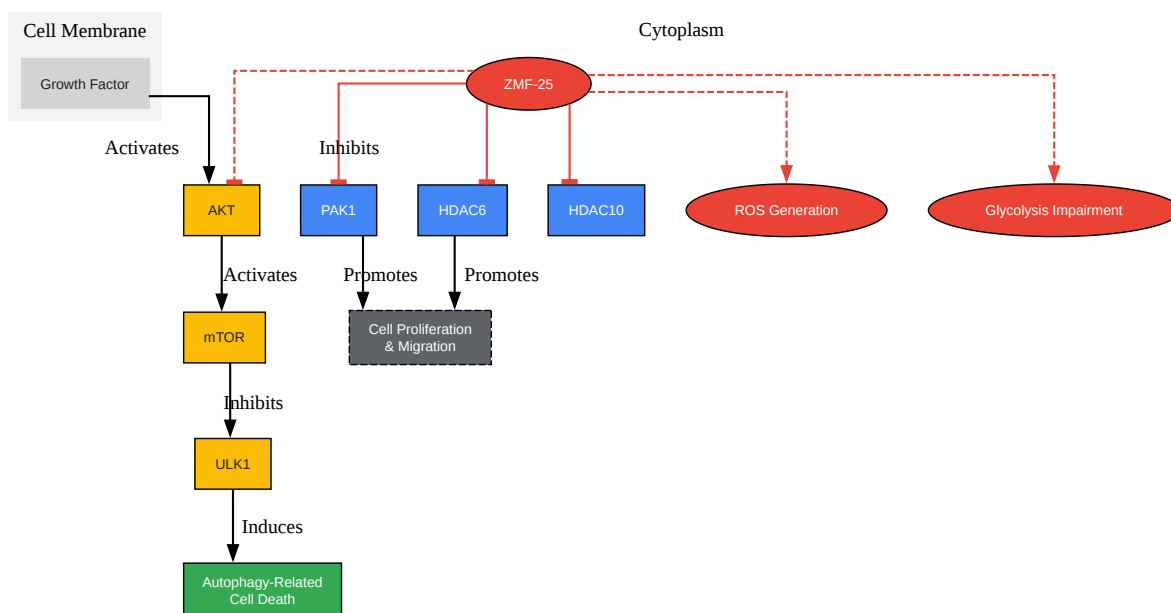 Cell Membrane
Cytoplasm
Growth Factor
ZMF-25
Activates
Inhibits
AKT
PAK1
HDAC6
HDAC10
ROS Generation
Glycolysis Impairment
Activates
Promotes
Promotes
mTOR
Cell Proliferation
& Migration
Inhibits
ULK1
Induces
Autophagy-Related
Cell Death